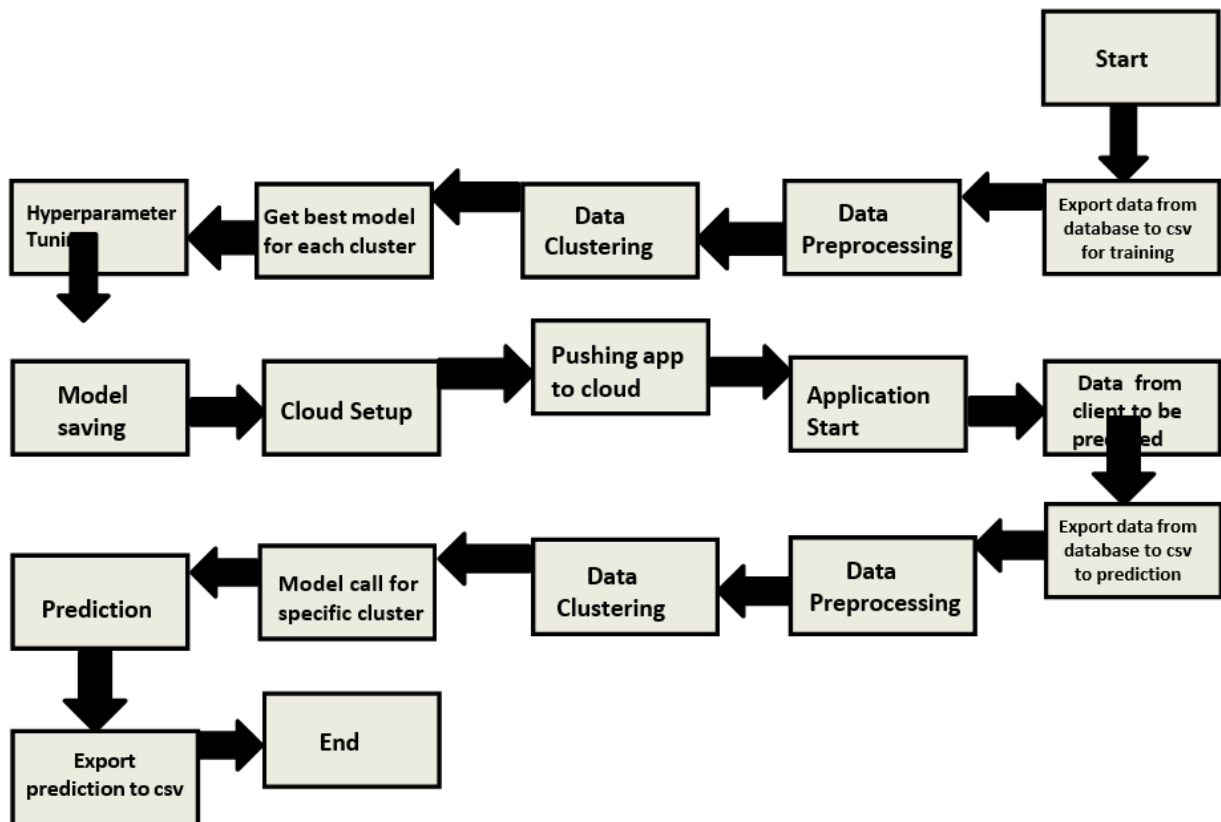 Start
Export data from
database to csv
for training
Data
Preprocessing
Data
Clustering
Get best model
for each cluster
Hyperparameter
Model
saving
Cloud Setup
Pushing app
to cloud
Application
Start
Data from
client to be
Export data from
database to csv
to prediction
Data
Preprocessing
Data
Clustering
Model call for
specific cluster
Prediction
Export
prediction to csv
End